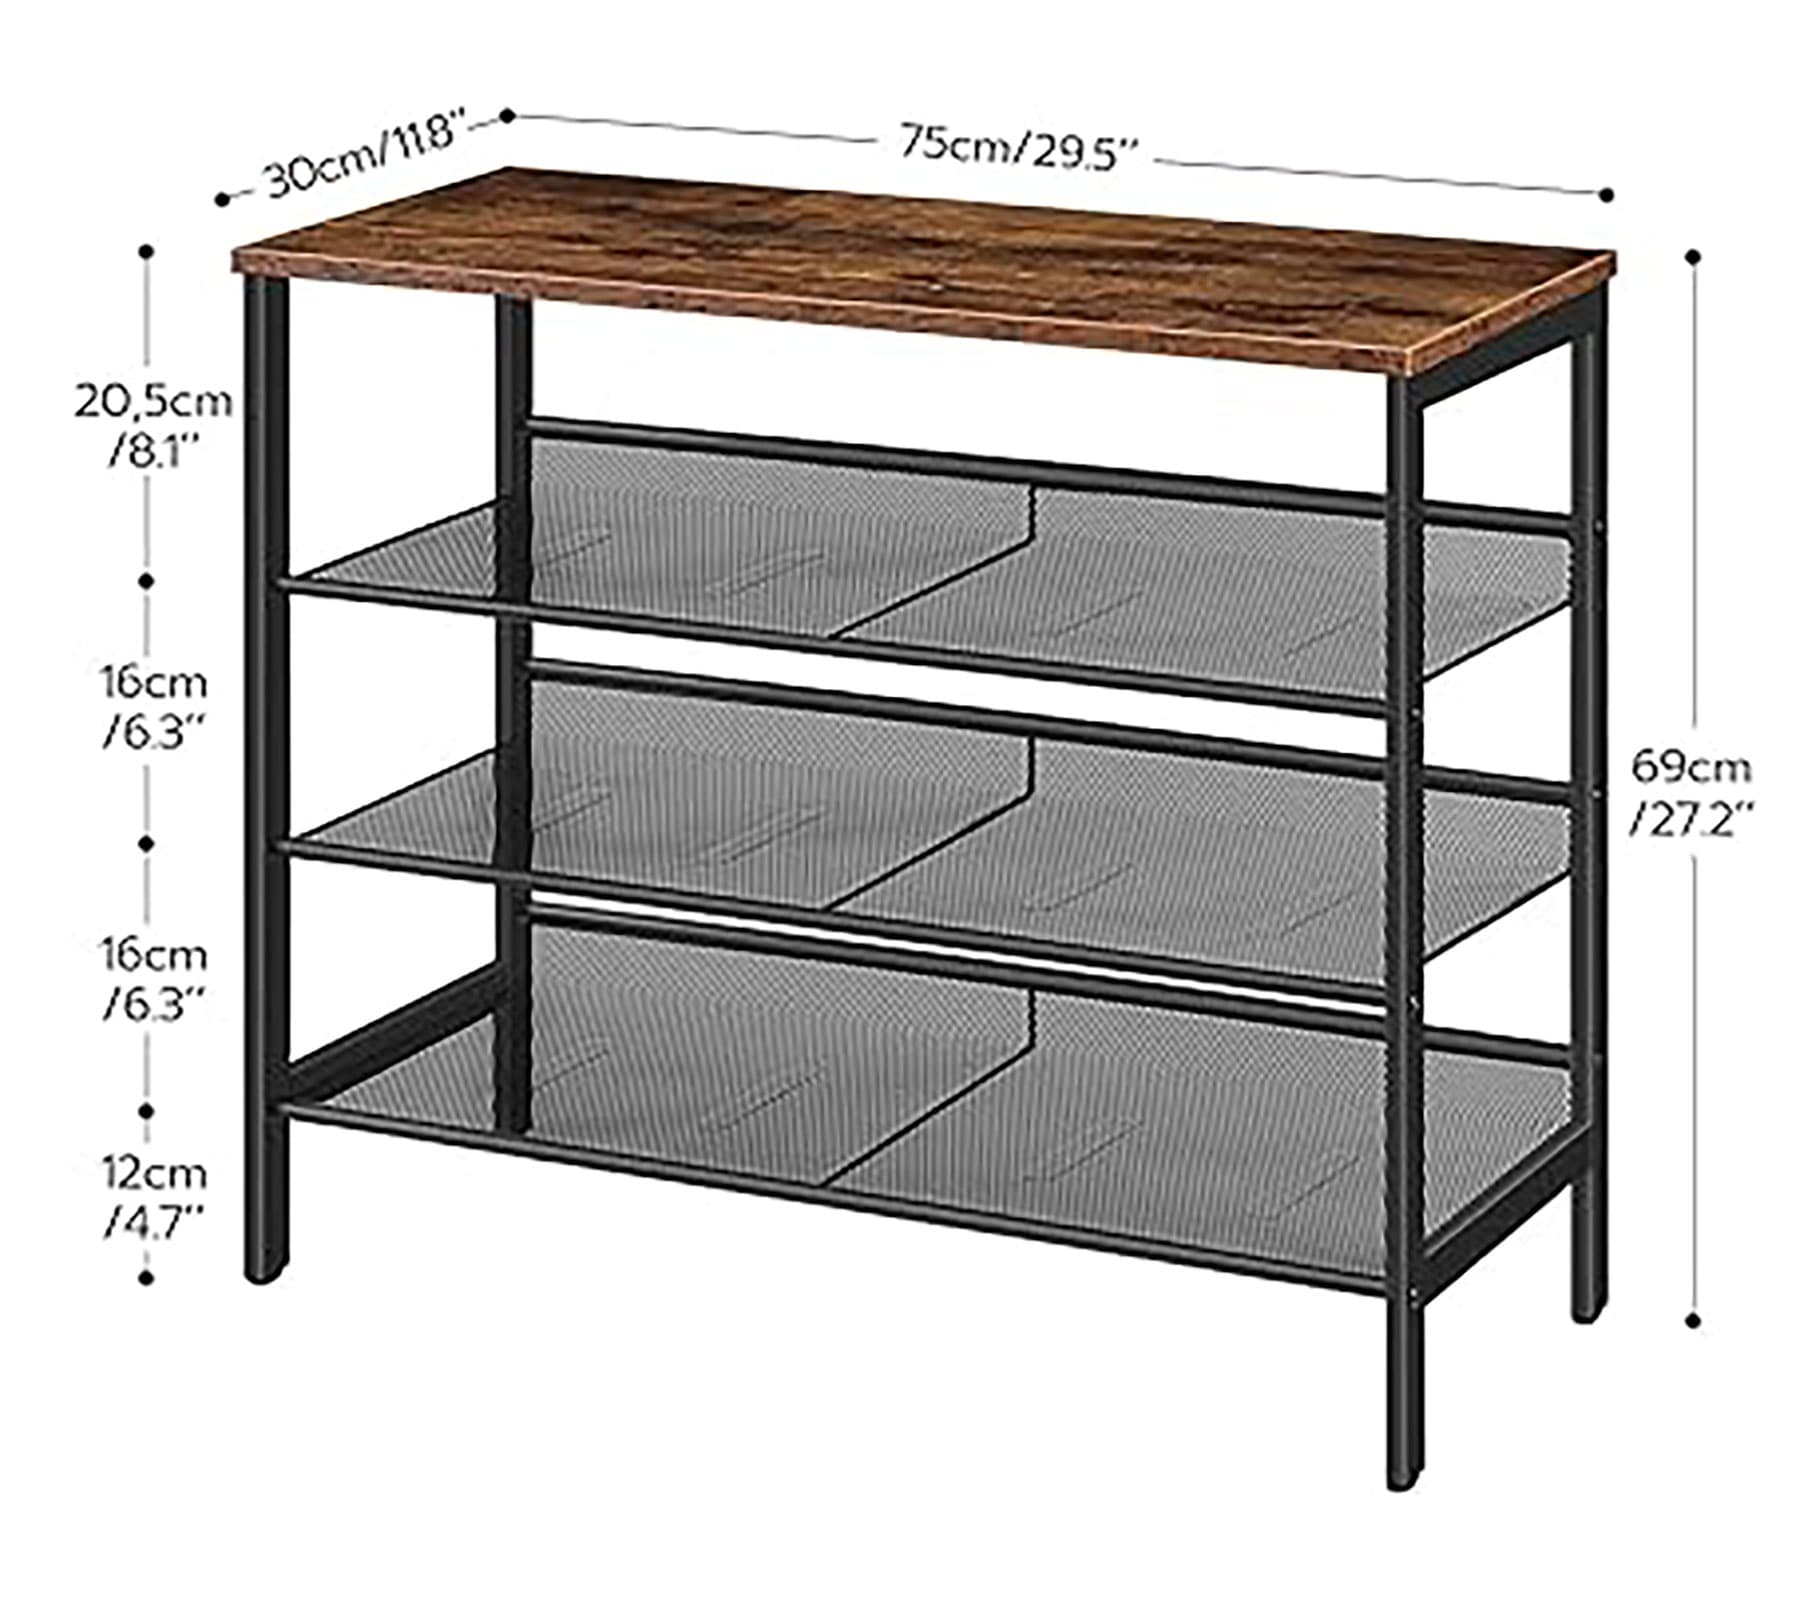 30cm/11.8”
75cm/29.5”
20,5cm
/8.1”
16cm
/6.3”
16cm
/6.3”
12cm
/4.7”
69cm
/27.2”